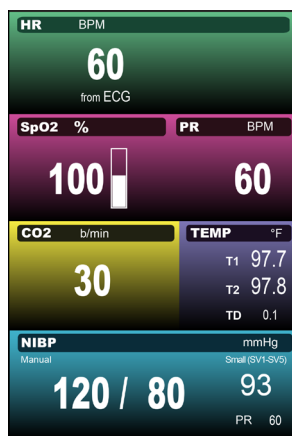 HR BPM
60
from ECG
SpO2 % PR BPM
100 60
CO2 b/min TEMP °F
30
T1 97.7
T2 97.8
TD 0.1
NIBP mmHg
Manual Small (SV1-SV5)
120 / 80 93
PR 60